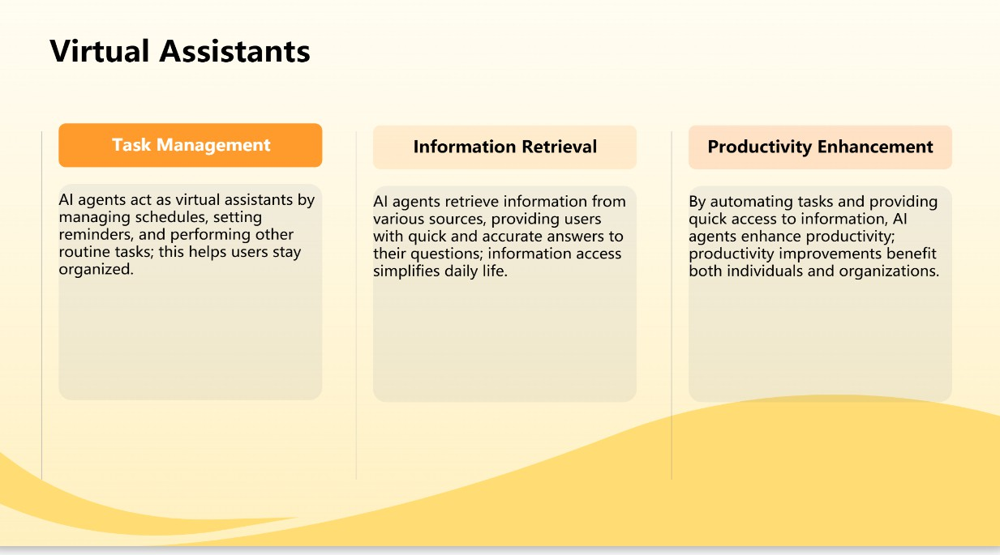 Virtual Assistants
Task Management
AI agents act as virtual assistants by
managing schedules, setting
reminders, and performing other
routine tasks; this helps users stay
organized.
Information Retrieval
AI agents retrieve information from
various sources, providing users
with quick and accurate answers to
their questions; information access
simplifies daily life.
Productivity Enhancement
By automating tasks and providing
quick access to information, AI
agents enhance productivity;
productivity improvements benefit
both individuals and organizations.